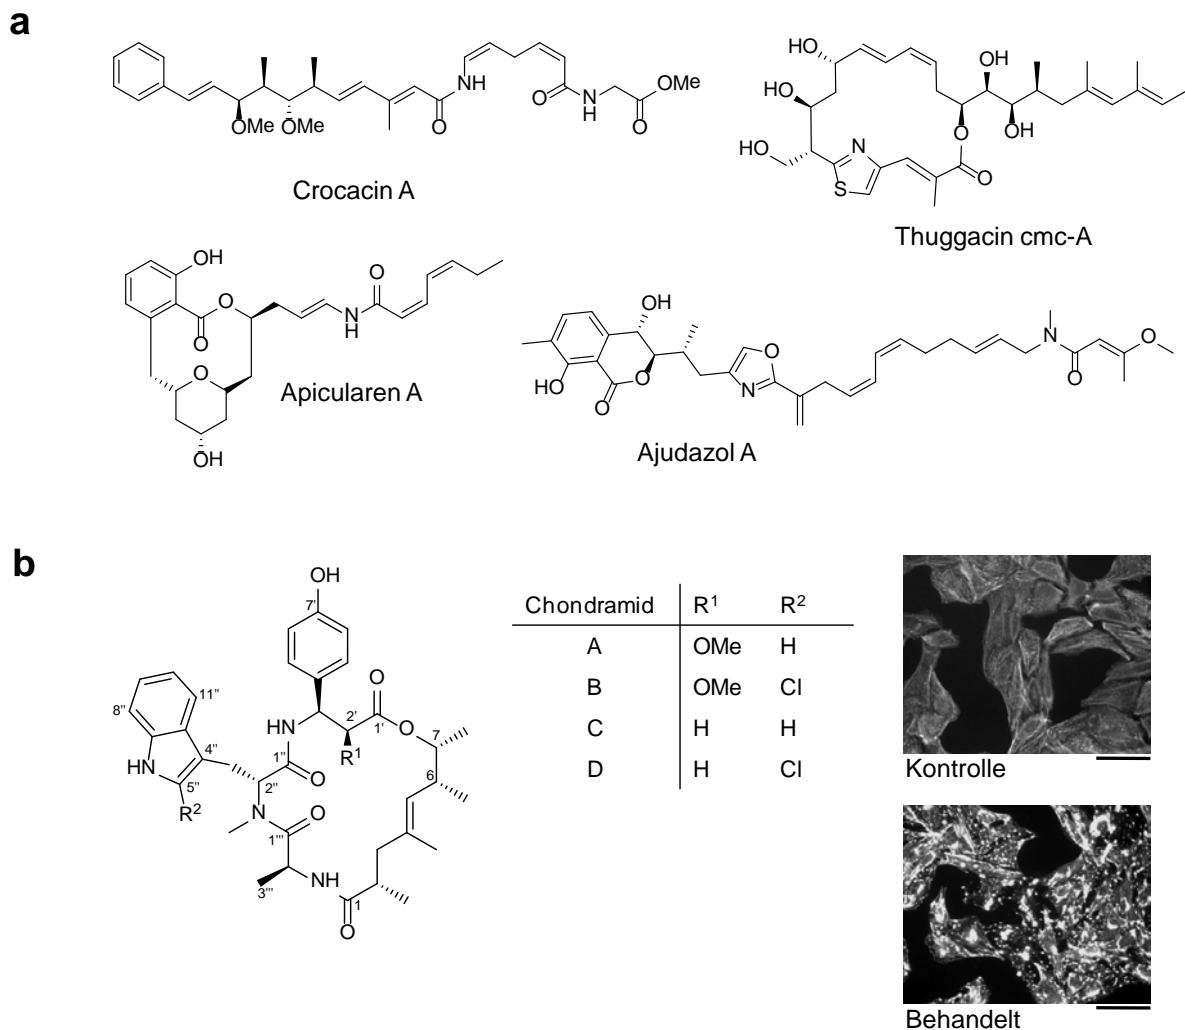 a
NH
OMe
OMe
O
O
N
H
O
OMe
Crocacin A
HO
OH
HO
OH
HO
N
O
S
O
Thuggacin cmc-A
OH
O
O
O
N
H
O
OH
Apicularen A
OH
HO
O
O
O
N
N
O
O
Ajudazol A
b
OH
7'
O
11"
8"
HN
2'
1'
O
7
4"
1"
R1
HN
5"
2"
O
6
R2
N
O
1'''
3'''
NH
1
O
Chondramid R1 R2
A OMe H
B OMe Cl
C H H
D H Cl
Kontrolle
Behandelt